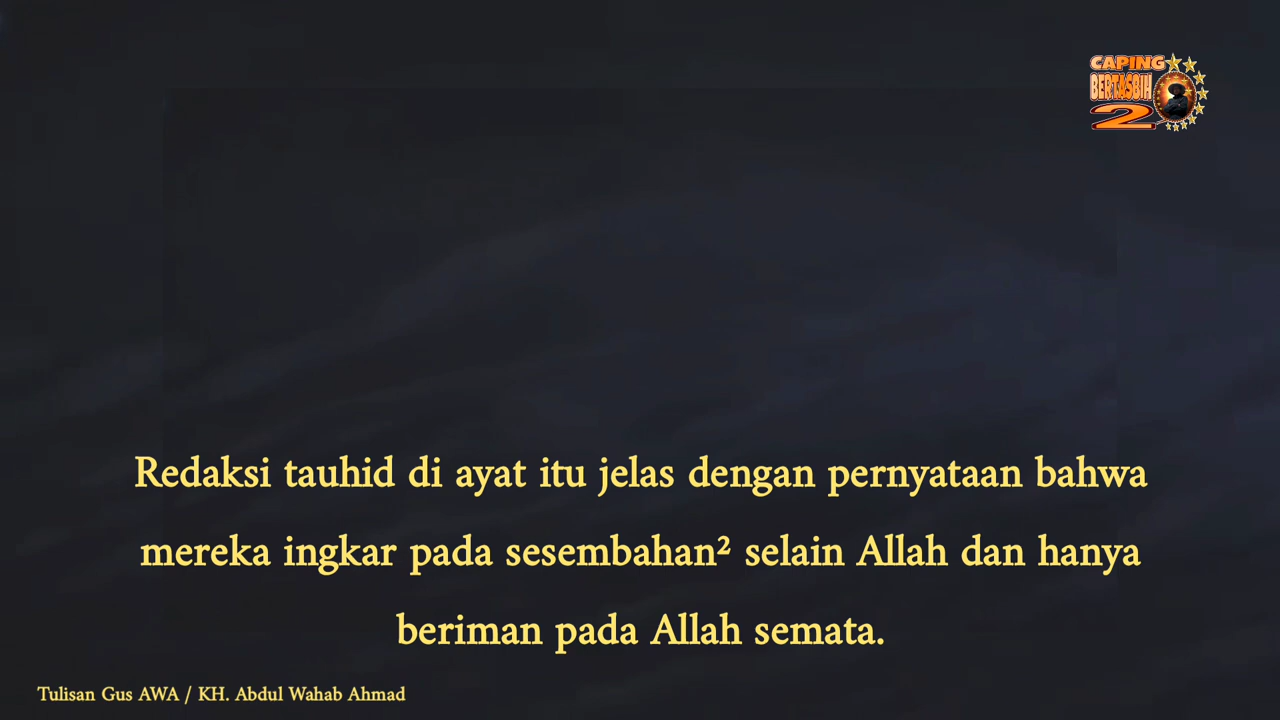 CAPING
BERTASBIH
2
Redaksi tauhid di ayat itu jelas dengan pernyataan bahwa
mereka ingkar pada sesembahan² selain Allah dan hanya
beriman pada Allah semata.
Tulisan Gus AWA / KH. Abdul Wahab Ahmad